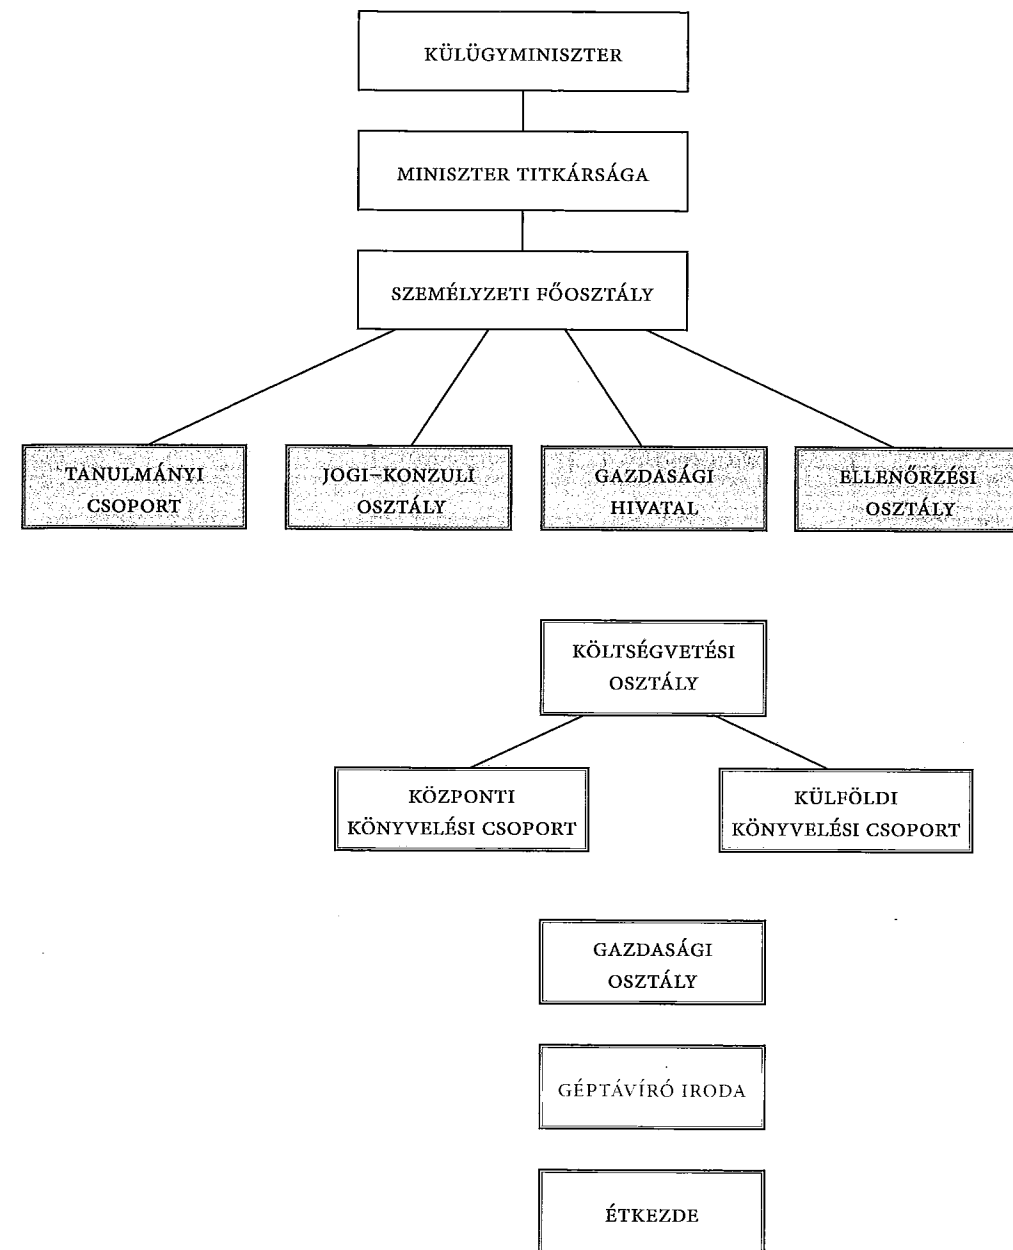 KÜLÜGYMINISZTER
MINISZTER TITKÁRSÁGA
SZEMÉLYZETI FŐOSZTÁLY
TANULMÁNYI
CSOPORT
JOGI–KONZULI
OSZTÁLY
GAZDASÁGI
HIVATAL
ELLENŐRZÉSI
OSZTÁLY
KÖLTSÉGVETÉSI
OSZTÁLY
KÖZPONTI
KÖNYVELÉSI CSOPORT
KÜLFÖLDI
KÖNYVELÉSI CSOPORT
GAZDASÁGI
OSZTÁLY
GÉPTÁVÍRÓ IRODA
ÉTKEZDE